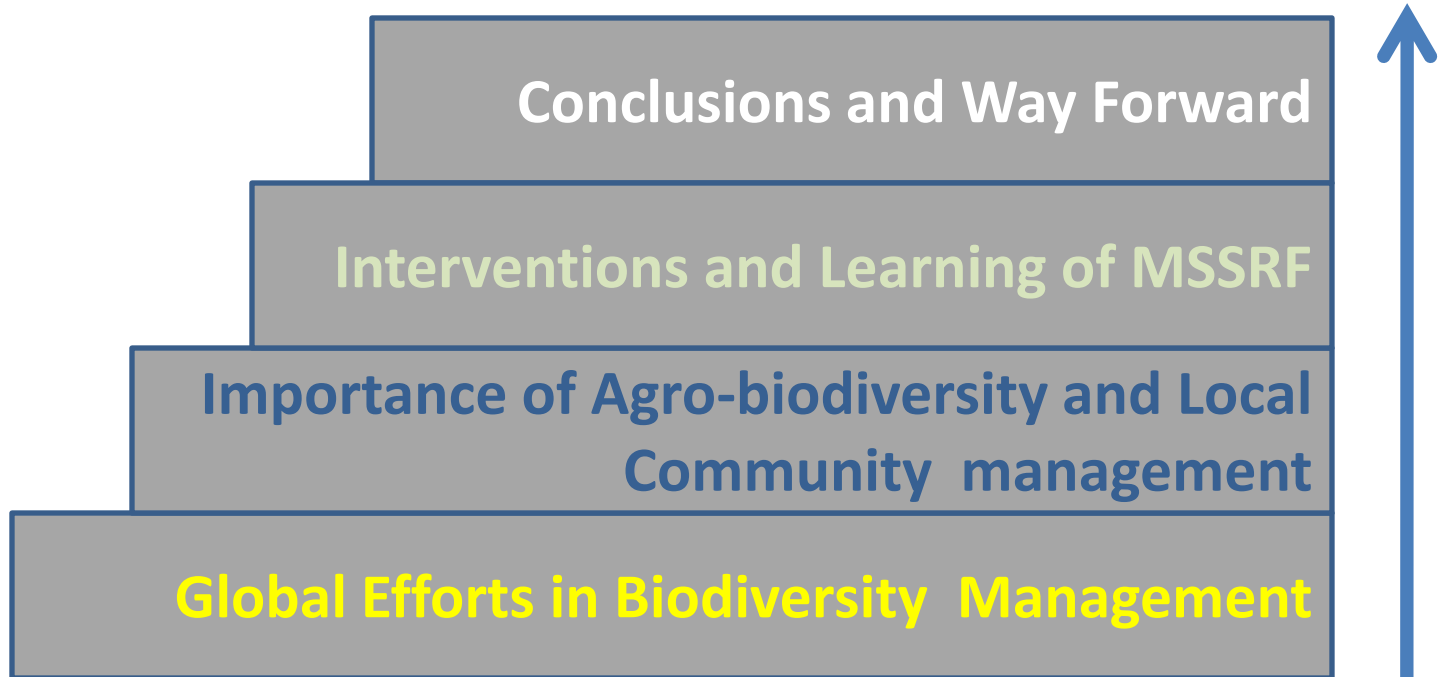 Conclusions and Way Forward
Interventions and Learning of MSSRF
Importance of Agro-biodiversity and Local
Community  management
Global Efforts in Biodiversity  Management